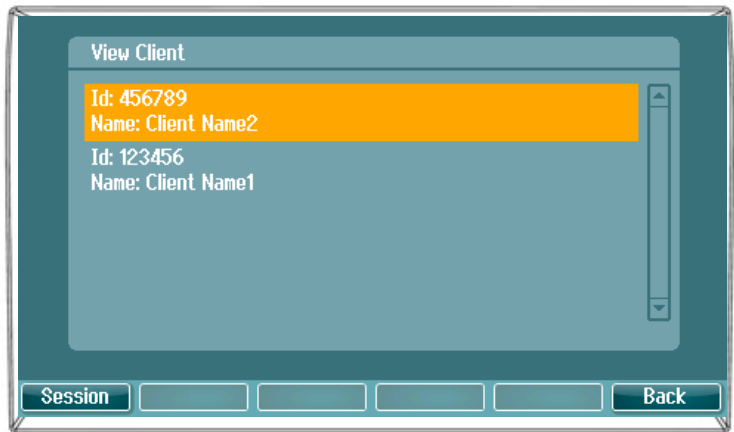 View Client
Id: 456789
Name: Client Name2
Id: 123456
Name: Client Name1
Session
Back